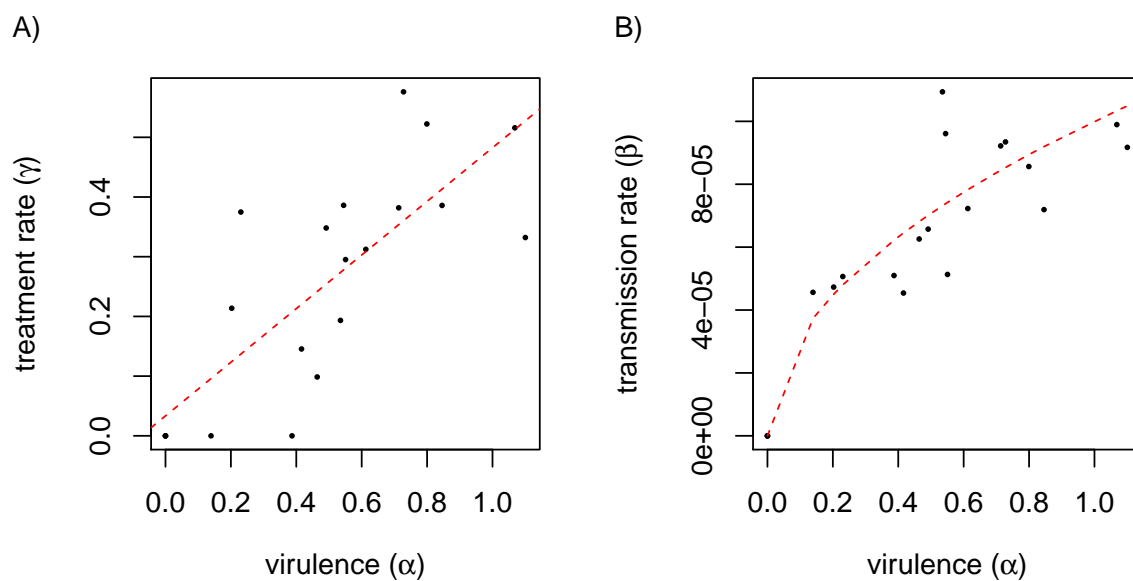 A)
treatment rate (γ)
0.0 0.2 0.4
0.0 0.2 0.4 0.6 0.8 1.0
virulence (α)
B)
transmission rate (β)
0e+00 4e−05 8e−05
0.0 0.2 0.4 0.6 0.8 1.0
virulence (α)